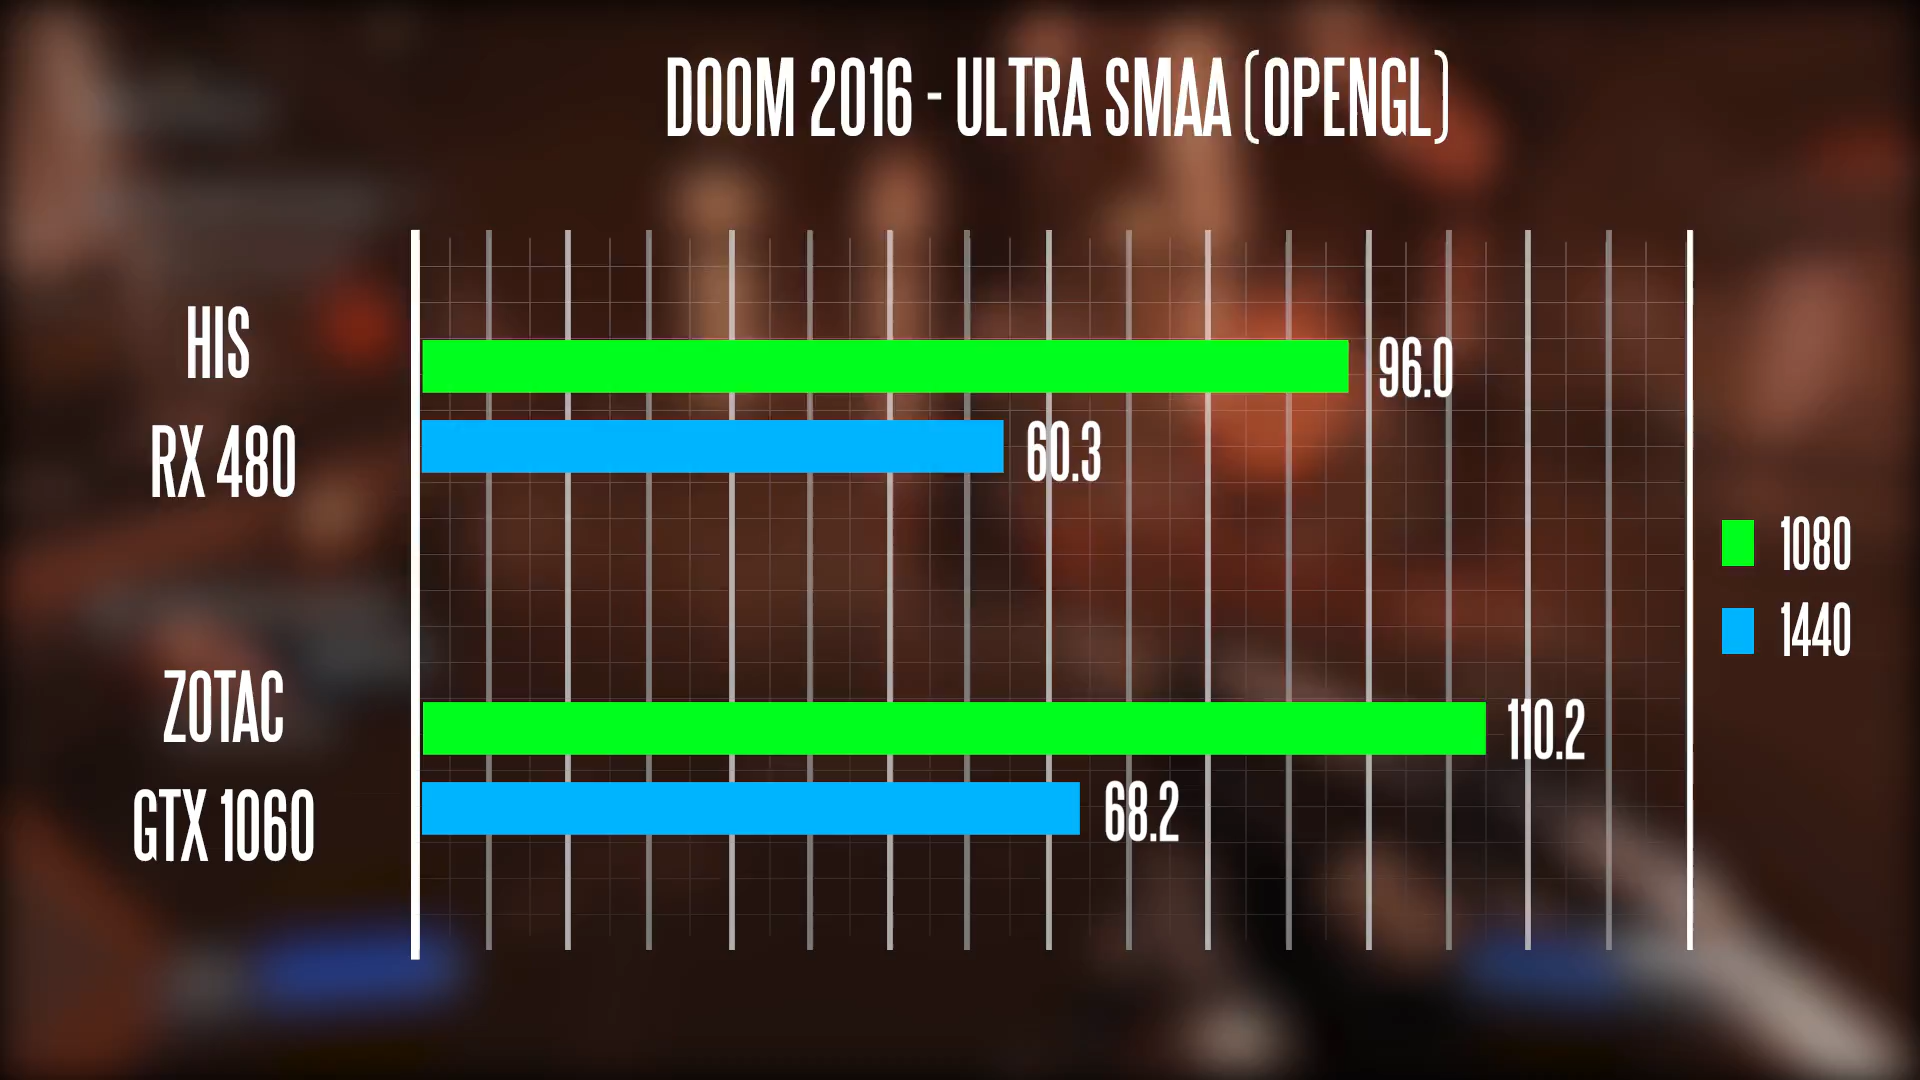 DOOM 2016 - ULTRA SMAA (OPENGL)
HIS
RX 480
96.0
60.3
ZOTAC
GTX 1060
110.2
68.2
1080
1440